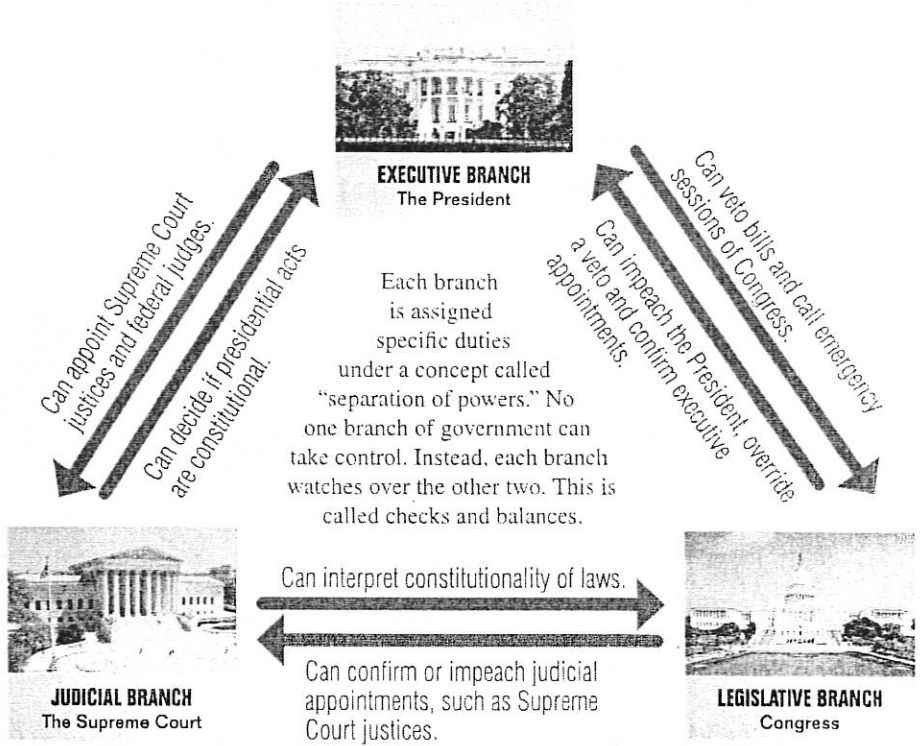 EXECUTIVE BRANCH
The President
Can appoint Supreme Court
justices and federal judges.
Can decide if presidential acts
are constitutional.
Can veto bills and call emergency
sessions of Congress.
Can impeach the President, override
a veto and confirm executive
appointments.
Each branch
is assigned
specific duties
under a concept called
“separation of powers.” No
one branch of government can
take control. Instead, each branch
watches over the other two. This is
called checks and balances.
Can interpret constitutionality of laws.
Can confirm or impeach judicial
appointments, such as Supreme
Court justices.
JUDICIAL BRANCH
The Supreme Court
LEGISLATIVE BRANCH
Congress